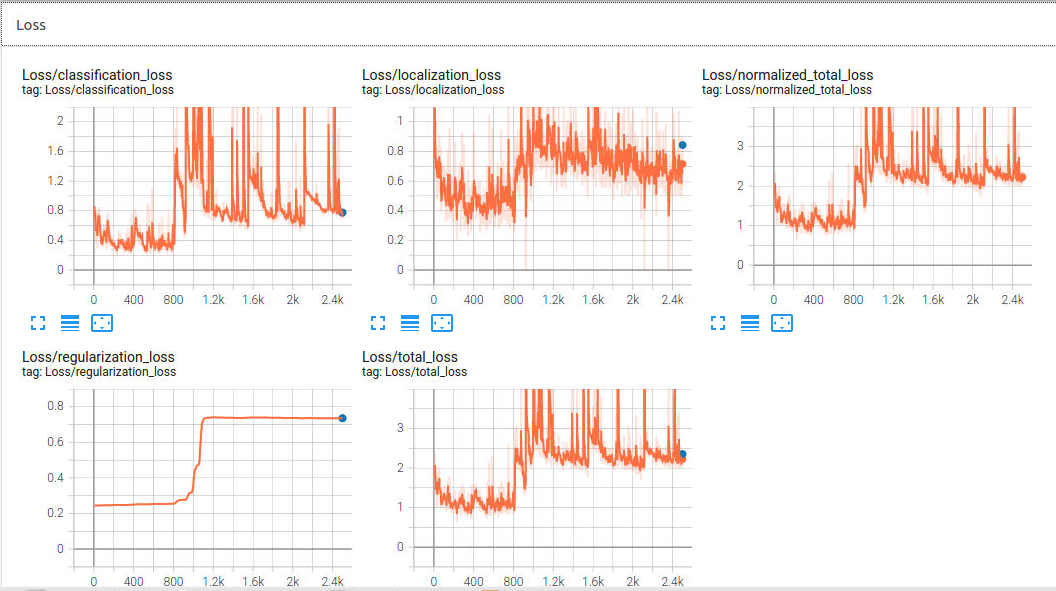 Loss
Loss/classification_loss
tag: Loss/classification_loss
2
1.6
1.2
0.8
0.4
0
0 400 800 1.2k 1.6k 2k 2.4k
Loss/localization_loss
tag: Loss/localization_loss
1
0.8
0.6
0.4
0.2
0
0 400 800 1.2k 1.6k 2k 2.4k
Loss/normalized_total_loss
tag: Loss/normalized_total_loss
3
2
1
0
0 400 800 1.2k 1.6k 2k 2.4k
Loss/regularization_loss
tag: Loss/regularization_loss
0.8
0.6
0.4
0.2
0
0 400 800 1.2k 1.6k 2k 2.4k
Loss/total_loss
tag: Loss/total_loss
3
2
1
0
0 400 800 1.2k 1.6k 2k 2.4k